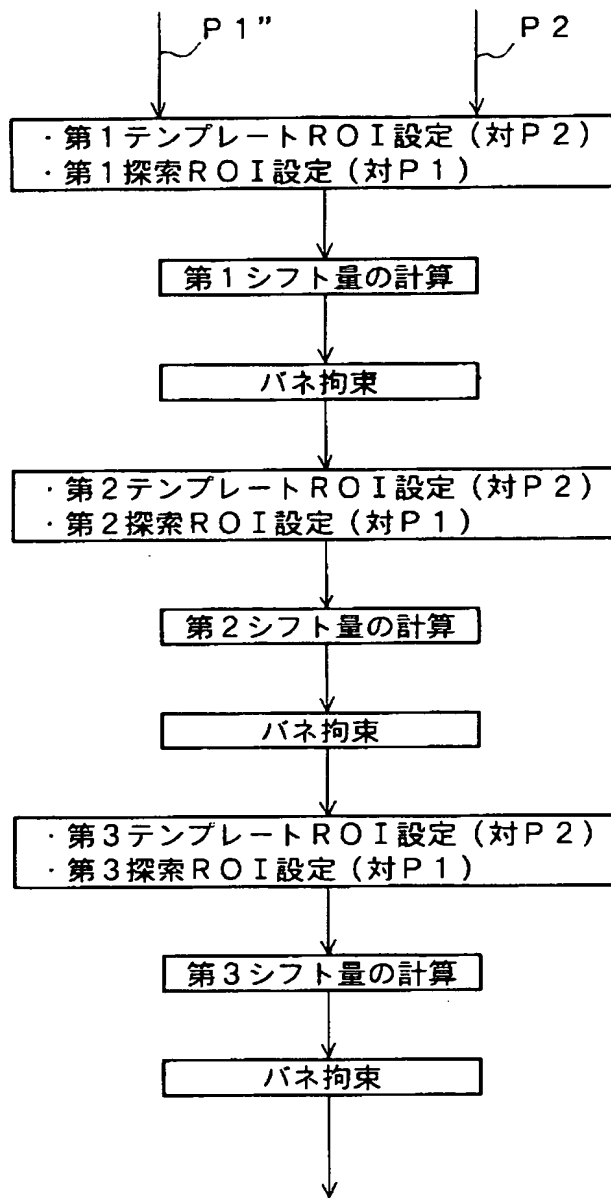 P1” P2
・第1テンプレートROI設定(対P2)
・第1探索ROI設定(対P1)
第1シフト量の計算
バネ拘束
・第2テンプレートROI設定(対P2)
・第2探索ROI設定(対P1)
第2シフト量の計算
バネ拘束
・第3テンプレートROI設定(対P2)
・第3探索ROI設定(対P1)
第3シフト量の計算
バネ拘束